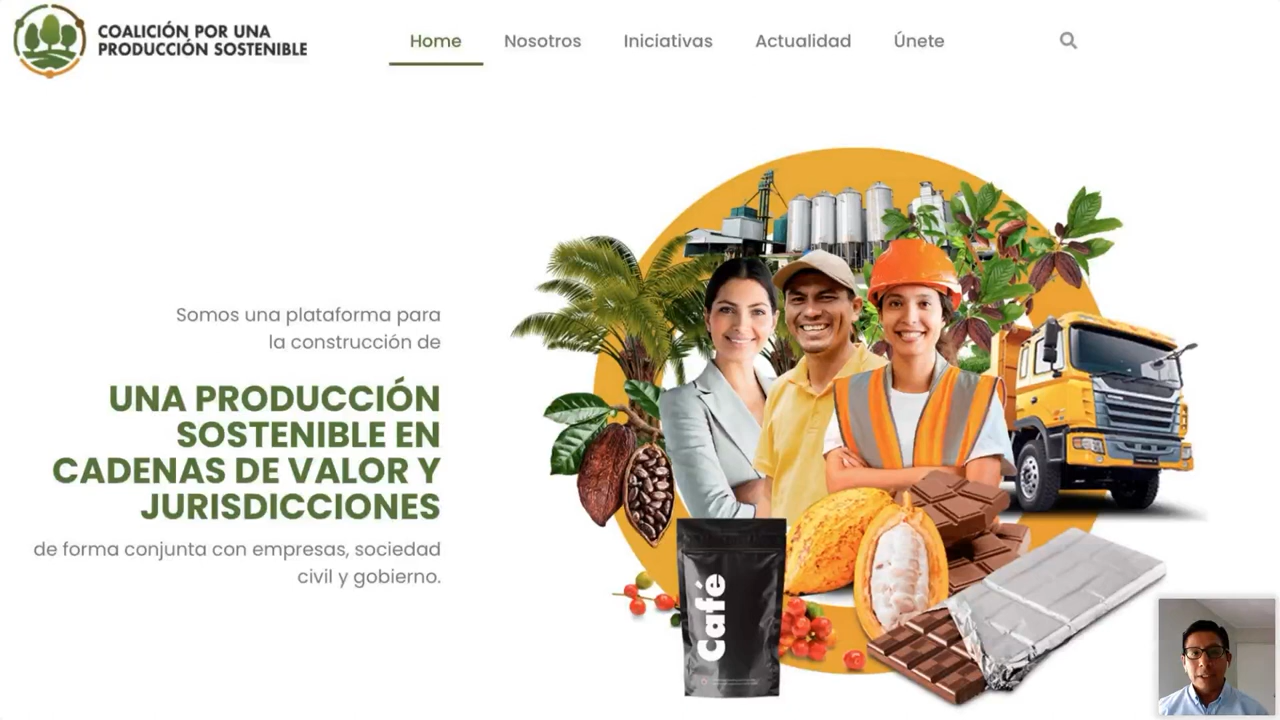 COALICIÓN POR UNA
PRODUCCIÓN SOSTENIBLE
Home
Nosotros
Iniciativas
Actualidad
Únete
Somos una plataforma para
la construcción de
UNA PRODUCCIÓN
SOSTENIBLE EN
CADENAS DE VALOR Y
JURISDICCIONES
de forma conjunta con empresas, sociedad
civil y gobierno.
Café